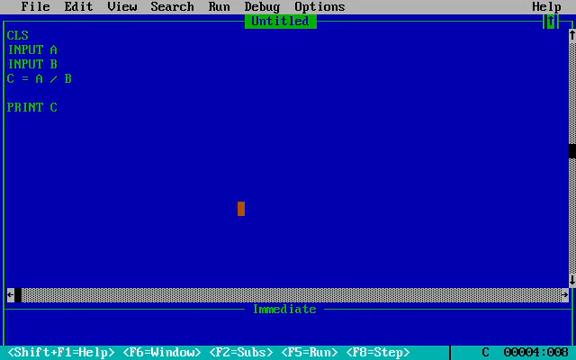 File Edit View Search Run Debug Options Help
Untitled
CLS
INPUT A
INPUT B
C = A / B
PRINT C
Immediate
<Shift+F1=Help> <F6=Window> <F2=Subs> <F5=Run> <F8=Step> C 00004:008